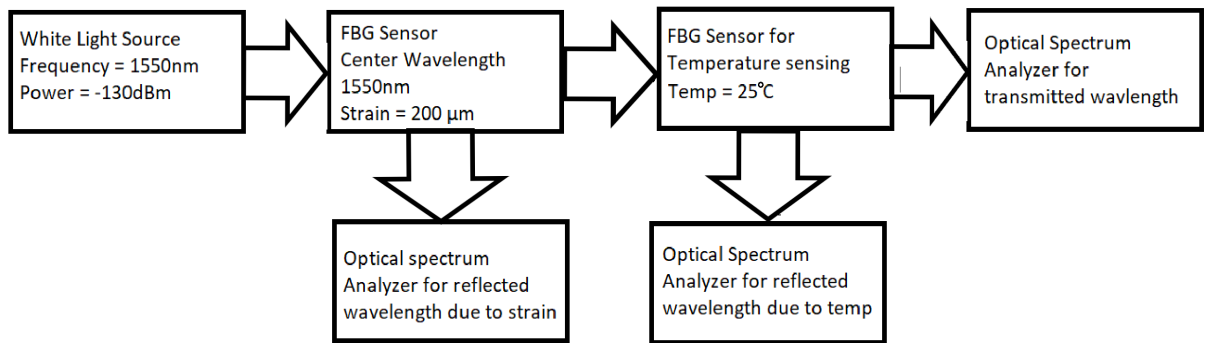 White Light Source
Frequency = 1550nm
Power = -130dBm
FBG Sensor
Center Wavelength
1550nm
Strain = 200 µm
FBG Sensor for
Temperature sensing
Temp = 25℃
Optical Spectrum
Analyzer for
transmitted wavlength
Optical spectrum
Analyzer for reflected
wavelength due to strain
Optical Spectrum
Analyzer for reflected
wavelength due to temp